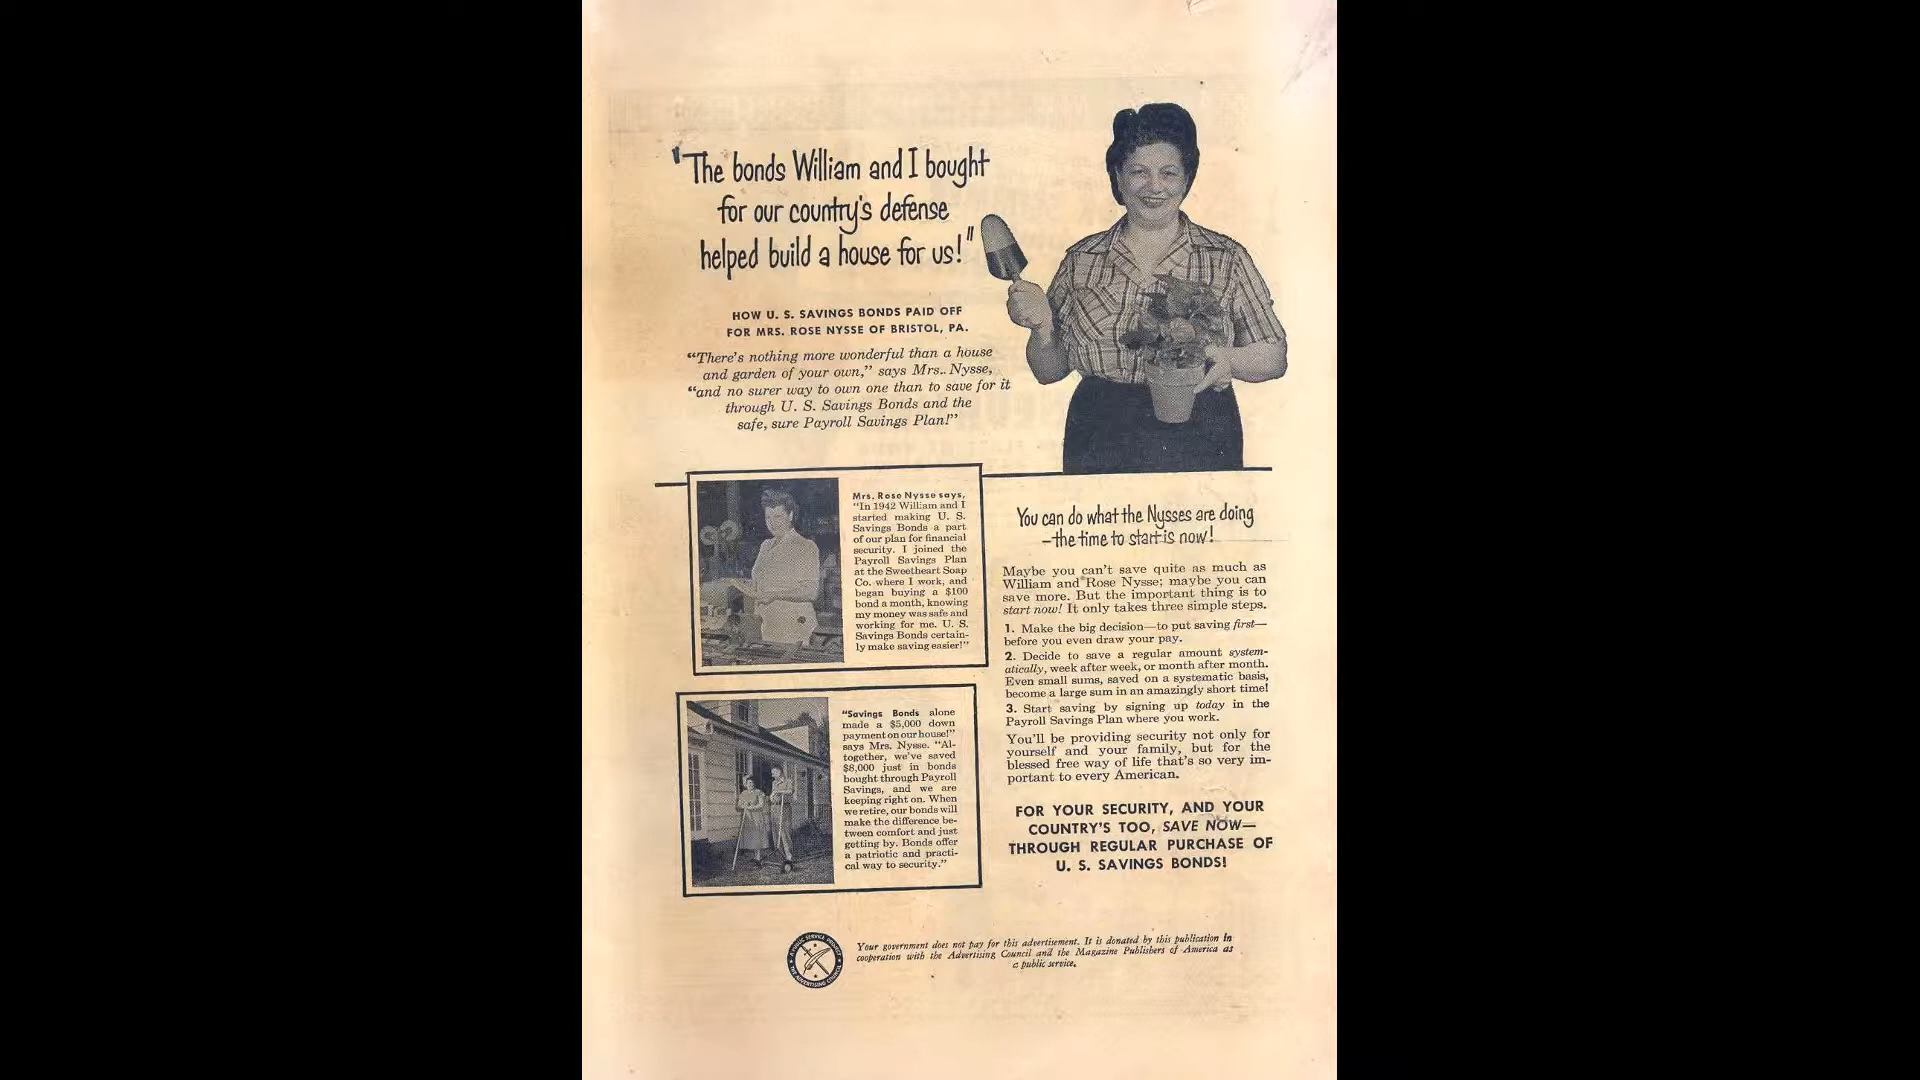 "The bonds William and I bought
for our country's defense
helped build a house for us!"
HOW U. S. SAVINGS BONDS PAID OFF
FOR MRS. ROSE NYSSE OF BRISTOL, PA.
"There's nothing more wonderful than a house
and garden of your own," says Mrs.. Nysse,
"and no surer way to own one than to save for it
through U. S. Savings Bonds and the
safe, sure Payroll Savings Plan!"
Mrs. Rose Nysse says,
"In 1942 William and I
started making U. S.
Savings Bonds a part
of our plan for financial
security. I joined the
Payroll Savings Plan
at the Sweetheart Soap
Co. where I work, and
began buying a $100
bond a month, knowing
my money was safe and
working for me. U. S.
Savings Bonds certain-
ly make saving easier!"
"Savings Bonds alone
made a $5,000 down
payment on our house!"
says Mrs. Nysse. "Al-
together, we've saved
$8,000 just in bonds
bought through Payroll
Savings, and we are
keeping right on. When
we retire, our bonds will
make the difference be-
tween comfort and just
getting by. Bonds offer
a patriotic and practi-
cal way to security."
You can do what the Nysses are doing
—the time to start is now!
Maybe you can't save quite as much as
William and Rose Nysse; maybe you can
save more. But the important thing is to
start now! It only takes three simple steps.
1. Make the big decision—to put saving first—
before you even draw your pay.
2. Decide to save a regular amount system-
atically, week after week, or month after month.
Even small sums, saved on a systematic basis,
become a large sum in an amazingly short time!
3. Start saving by signing up today in the
Payroll Savings Plan where you work.
You'll be providing security not only for
yourself and your family, but for the
blessed free way of life that's so very im-
portant to every American.
FOR YOUR SECURITY, AND YOUR
COUNTRY'S TOO, SAVE NOW—
THROUGH REGULAR PURCHASE OF
U. S. SAVINGS BONDS!
A PUBLIC SERVICE PROJECT
THE ADVERTISING COUNCIL
Your government does not pay for this advertisement. It is donated by this publication in
cooperation with the Advertising Council and the Magazine Publishers of America as
a public service.